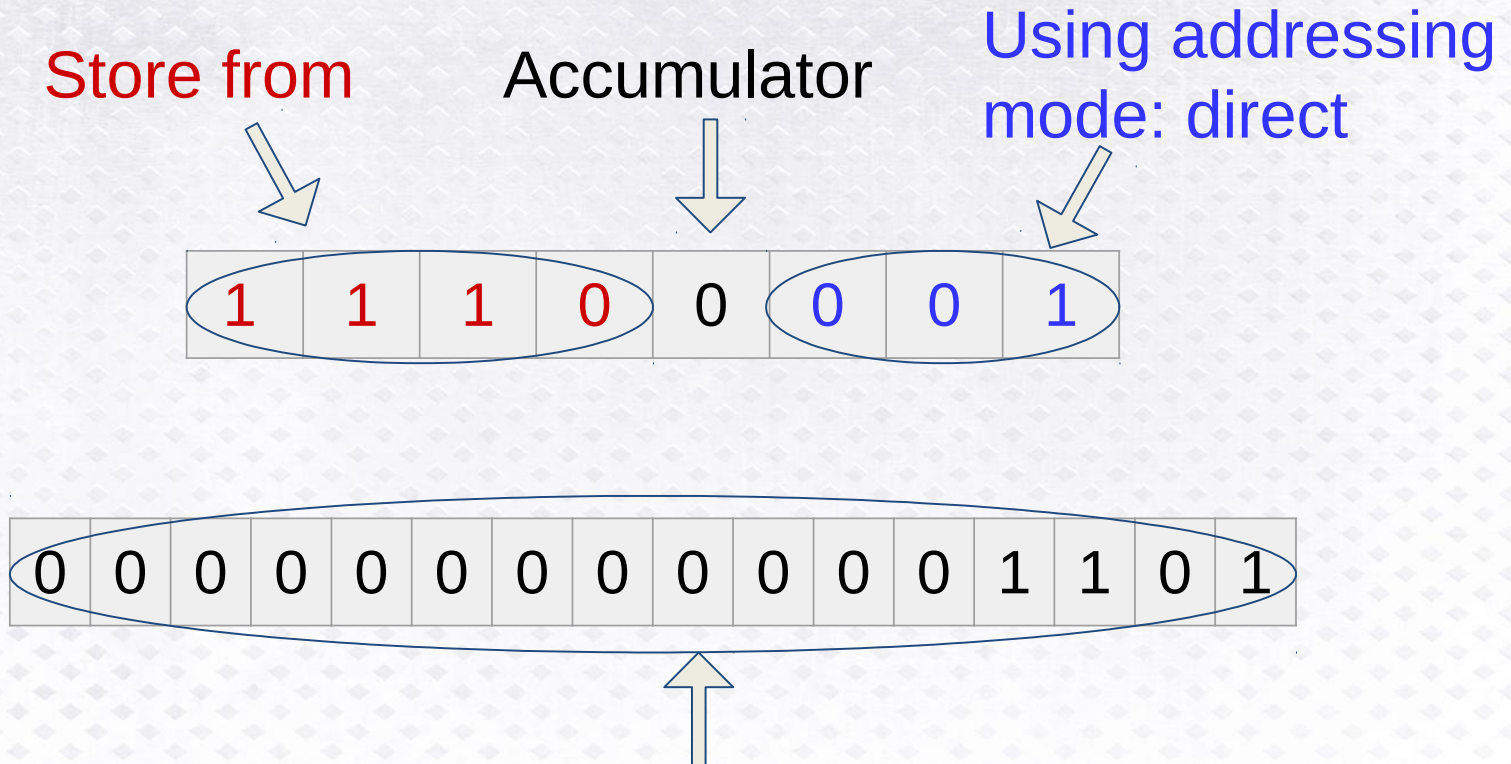 Store from
Accumulator
Using addressing
mode: direct
1 1 1 0 0 0 0 1
0 0 0 0 0 0 0 0 0 0 0 0 1 1 0 1